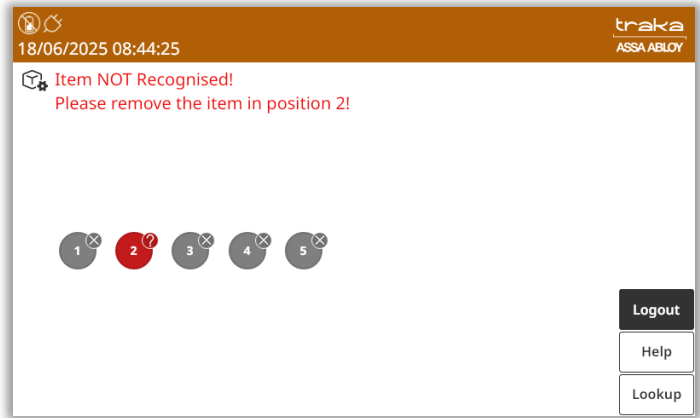 traka
18/06/2025 08:44:25
ASSA ABLOY
Item NOT Recognised!
Please remove the item in position 2!
1 2 ? 3 4 5
Logout
Help
Lookup